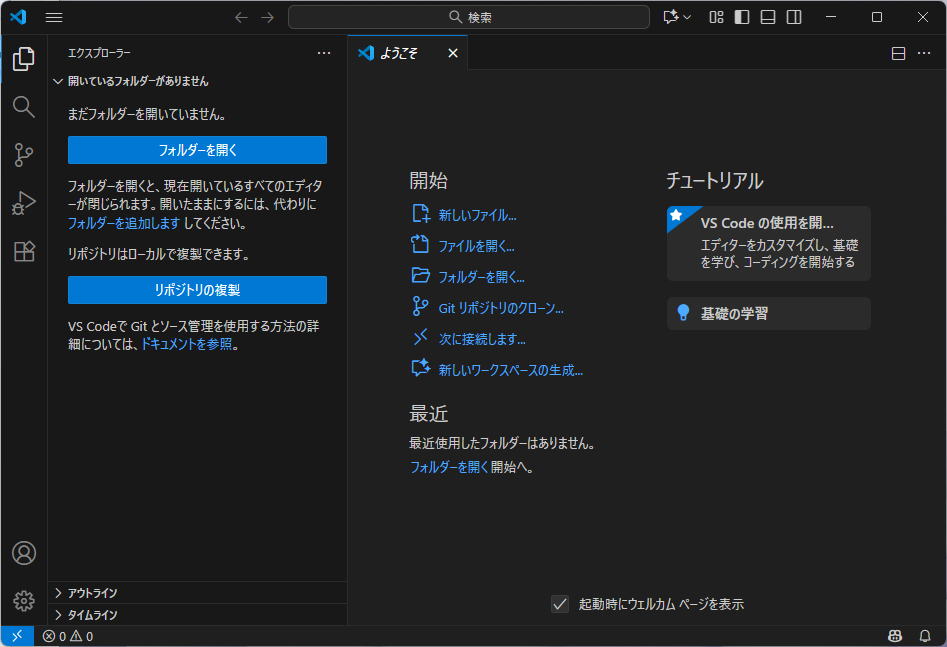 検索
エクスプローラー
ようこそ
開いているフォルダーがありません
まだフォルダーを開いていません。
フォルダーを開く
フォルダーを開くと、現在開いているすべてのエディタ
ーが閉じられます。開いたままにするには、代わりに
フォルダーを追加します してください。
リポジトリはローカルで複製できます。
リポジトリの複製
VS Codeで Git とソース管理を使用する方法の詳
細については、ドキュメントを参照。
アウトライン
タイムライン
開始
新しいファイル...
ファイルを開く...
フォルダーを開く...
Git リポジトリのクローン...
次に接続します...
新しいワークスペースの生成...
最近
最近使用したフォルダーはありません。
フォルダーを開く 開始へ。
チュートリアル
VS Code の使用を開...
エディターをカスタマイズし、基礎
を学び、コーディングを開始する
基礎の学習
起動時にウェルカム ページを表示
0 0